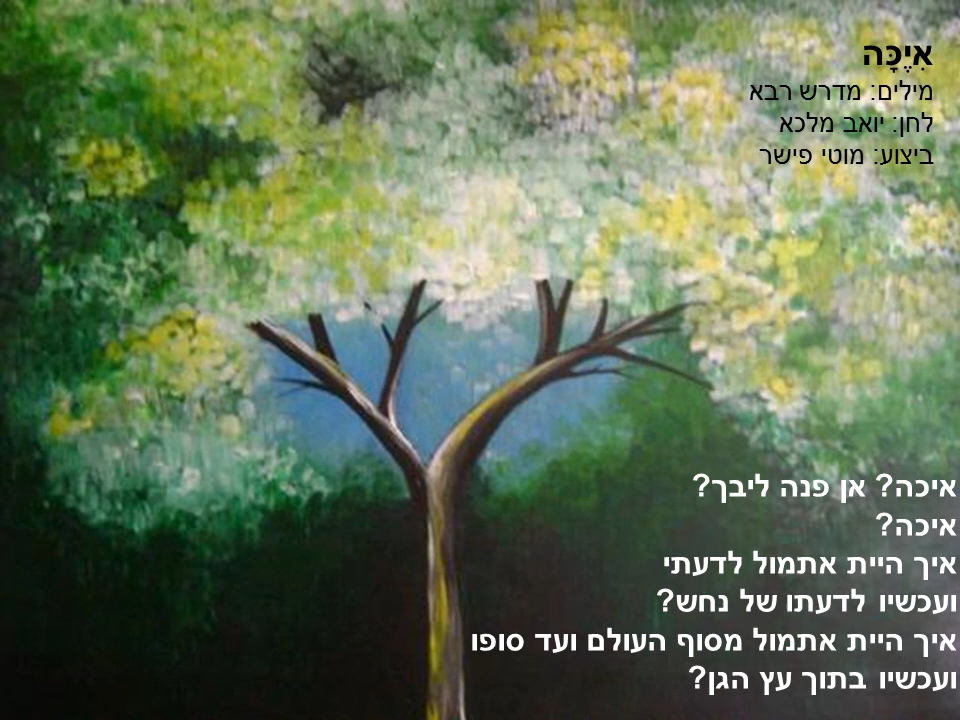 אִיֶּכָּה
מילים: מדרש רבא
לחן: יואב מלכא
ביצוע: מוטי פישר
איכה? אן פנה ליבך?
איכה?
איך היית אתמול לדעתי
ועכשיו לדעתו של נחש?
איך היית אתמול מסוף העולם ועד סופו
ועכשיו בתוך עץ הגן?